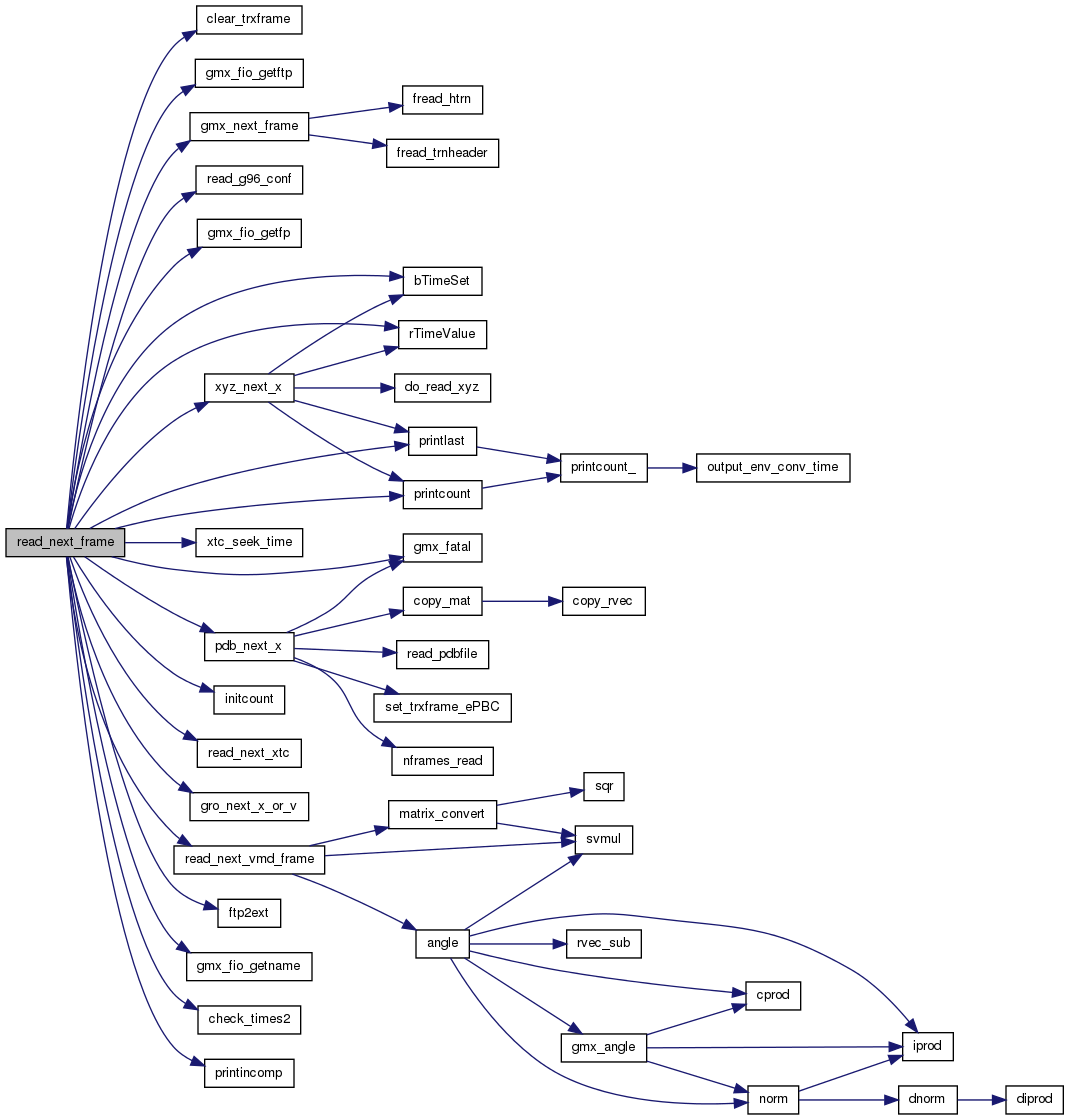 clear_trxframe
gmx_fio_getftp
fread_htrn
gmx_next_frame
fread_trnheader
read_g96_conf
gmx_fio_getfp
bTimeSet
rTimeValue
xyz_next_x
do_read_xyz
printlast
printcount_
output_env_conv_time
printcount
read_next_frame
xtc_seek_time
gmx_fatal
copy_mat
copy_rvec
pdb_next_x
read_pdbfile
initcount
set_trxframe_ePBC
read_next_xtc
nframes_read
sqr
gro_next_x_or_v
matrix_convert
svmul
read_next_vmd_frame
ftp2ext
angle
rvec_sub
gmx_fio_getname
cprod
check_times2
gmx_angle
iprod
printincomp
norm
dnorm
diprod